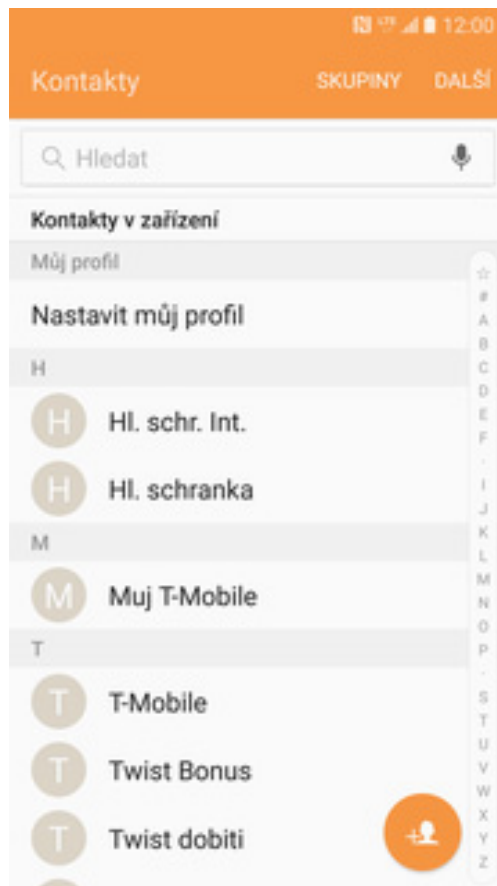 LTE 12:00
Kontakty SKUPINY DALŠÍ
Hledat
Kontakty v zařízení
Můj profil
Nastavit můj profil
H
H Hl. schr. Int.
H Hl. schranka
M
M Muj T-Mobile
T
T T-Mobile
T Twist Bonus
T Twist dobiti
☆
#
A
B
C
D
E
F
.
I
J
K
L
M
N
O
P
.
S
T
U
V
W
X
Y
Z